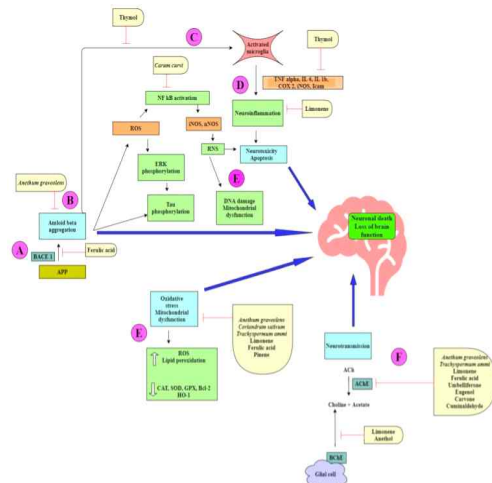 Thymol
C
Activated
microglia
Thymol
Carum carvi
D
TNF alpha, IL 6, IL 1b,
COX 2, iNOS, Icam
NF kB activation
Neuroinflammation
Limonene
ROS
iNOS, nNOS
RNS
Neurotoxicity
Apoptosis
ERK
phosphorylation
E
Anethum graveolens
B
Tau
phosphorylation
DNA damage
Mitochondrial
dysfunction
Amloid beta
aggregation
Neuronal death
Loss of brain
function
A
BACE 1
Ferulic acid
APP
Oxidative
stress
Mitochondrial
dysfunction
E
Anethum graveolens
Coriandrum sativum
Trachyspermum ammi
Limonene
Ferulic acid
Pinene
ROS
Lipid peroxidation
CAT, SOD, GPX, Bcl-2
HO-1
Neurotransmission
F
ACh
AChE
Choline + Acetate
Anethum graveolens
Trachyspermum ammi
Limonene
Ferulic acid
Umbelliferone
Eugenol
Carvone
Cuminaldehyde
Limonene
Anethol
BChE
Glial cell